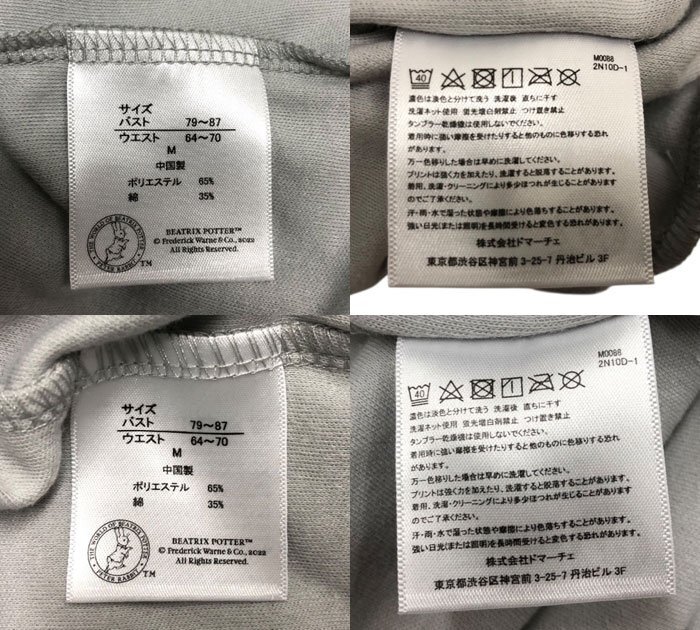 サイズ
バスト 79〜87
ウエスト 64〜70
M
中国製
ポリエステル 65%
綿 35%
THE WORLD OF BEATRIX POTTER
PETER RABBIT
TM
BEATRIX POTTER™
© Frederick Warne & Co., 2022
All Rights Reserved.
M0088
2N10D-1
40
濃色は淡色と分けて洗う 洗濯後 直ちに干す
洗濯ネット使用 蛍光増白剤禁止 つけ置き禁止
タンブラー乾燥機は使用しないでください。
着用時に強い摩擦を受けたりすると他のものに色移りする恐れ
があります。
万一色移りした場合は早めに洗濯してください。
プリントは強く力を加えたり、洗濯すると脱落することがあります。
着用、洗濯・クリーニングにより多少ほつれが生じることがあります
のでご了承ください。
汗・雨・水で湿った状態や摩擦により色落ちすることがあります。
強い日光(または照明)を長時間受けると変色する恐れがあります。
株式会社ドマーチェ
東京都渋谷区神宮前 3-25-7 丹治ビル 3F
サイズ
バスト 79〜87
ウエスト 64〜70
M
中国製
ポリエステル 65%
綿 35%
THE WORLD OF BEATRIX POTTER
PETER RABBIT
TM
BEATRIX POTTER™
© Frederick Warne & Co., 2022
All Rights Reserved.
M0088
2N10D-1
40
濃色は淡色と分けて洗う 洗濯後 直ちに干す
洗濯ネット使用 蛍光増白剤禁止 つけ置き禁止
タンブラー乾燥機は使用しないでください。
着用時に強い摩擦を受けたりすると他のものに色移りする恐れ
があります。
万一色移りした場合は早めに洗濯してください。
プリントは強く力を加えたり、洗濯すると脱落することがあります。
着用、洗濯・クリーニングにより多少ほつれが生じることがあります
のでご了承ください。
汗・雨・水で湿った状態や摩擦により色落ちすることがあります。
強い日光(または照明)を長時間受けると変色する恐れがあります。
株式会社ドマーチェ
東京都渋谷区神宮前 3-25-7 丹治ビル 3F